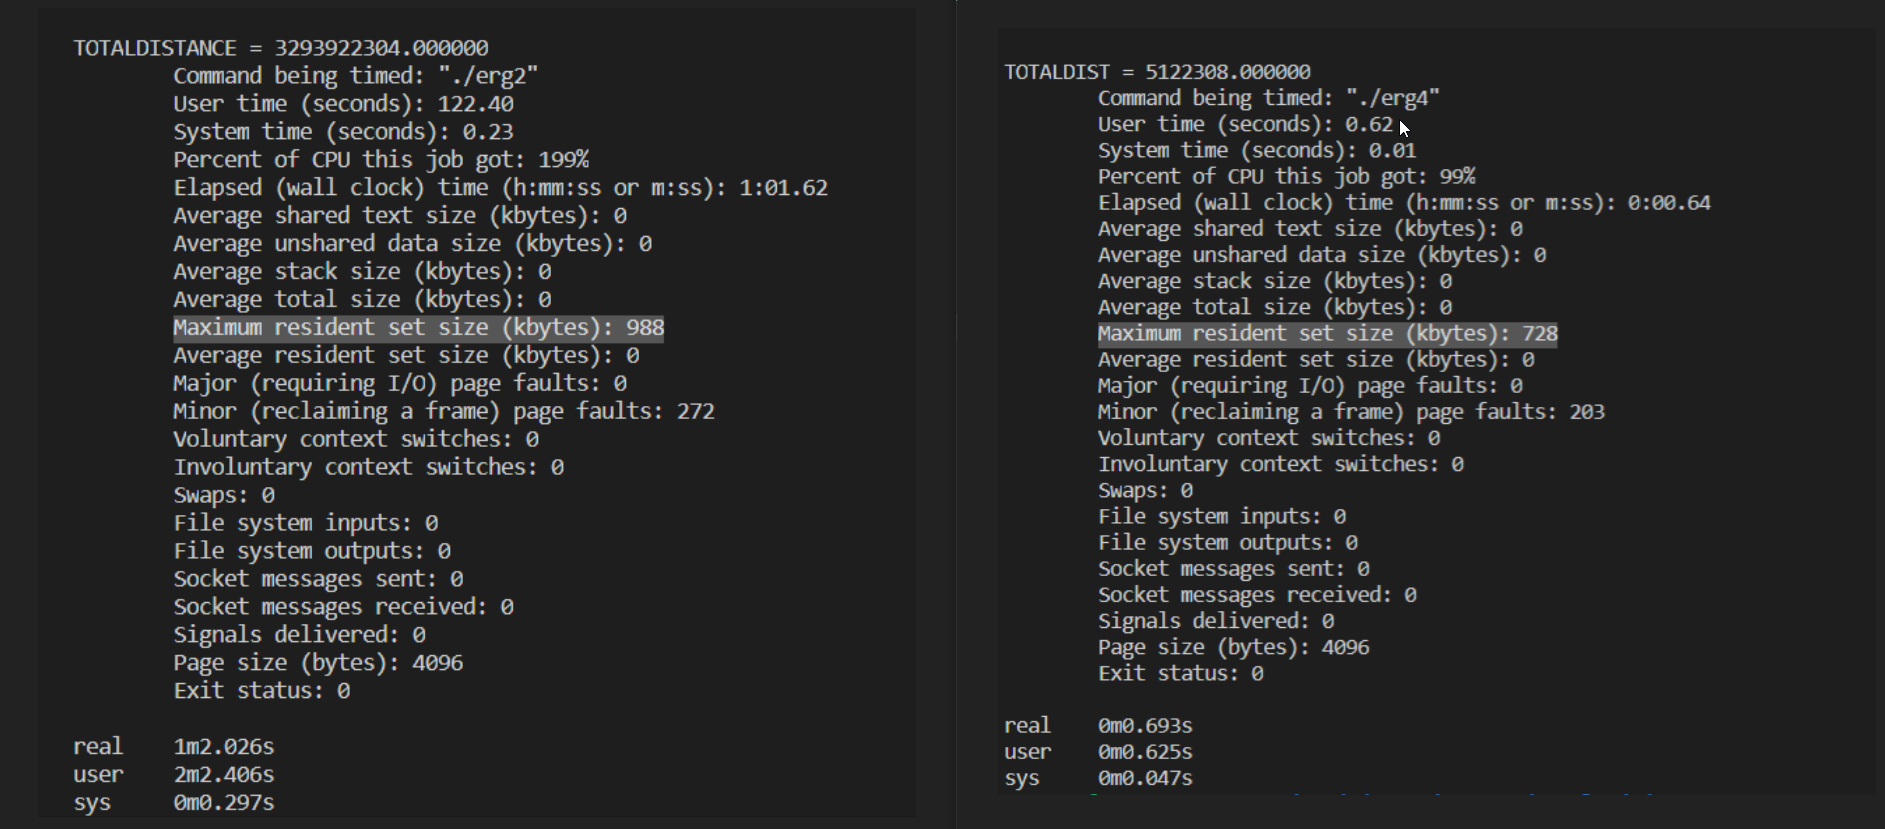 TOTALDISTANCE = 3293922304.000000
Command being timed: "./erg2"
User time (seconds): 122.40
System time (seconds): 0.23
Percent of CPU this job got: 199%
Elapsed (wall clock) time (h:mm:ss or m:ss): 1:01.62
Average shared text size (kbytes): 0
Average unshared data size (kbytes): 0
Average stack size (kbytes): 0
Average total size (kbytes): 0
Maximum resident set size (kbytes): 988
Average resident set size (kbytes): 0
Major (requiring I/O) page faults: 0
Minor (reclaiming a frame) page faults: 272
Voluntary context switches: 0
Involuntary context switches: 0
Swaps: 0
File system inputs: 0
File system outputs: 0
Socket messages sent: 0
Socket messages received: 0
Signals delivered: 0
Page size (bytes): 4096
Exit status: 0
real 1m2.026s
user 2m2.406s
sys 0m0.297s
TOTALDIST = 5122308.000000
Command being timed: "./erg4"
User time (seconds): 0.62
System time (seconds): 0.01
Percent of CPU this job got: 99%
Elapsed (wall clock) time (h:mm:ss or m:ss): 0:00.64
Average shared text size (kbytes): 0
Average unshared data size (kbytes): 0
Average stack size (kbytes): 0
Average total size (kbytes): 0
Maximum resident set size (kbytes): 728
Average resident set size (kbytes): 0
Major (requiring I/O) page faults: 0
Minor (reclaiming a frame) page faults: 203
Voluntary context switches: 0
Involuntary context switches: 0
Swaps: 0
File system inputs: 0
File system outputs: 0
Socket messages sent: 0
Socket messages received: 0
Signals delivered: 0
Page size (bytes): 4096
Exit status: 0
real 0m0.693s
user 0m0.625s
sys 0m0.047s